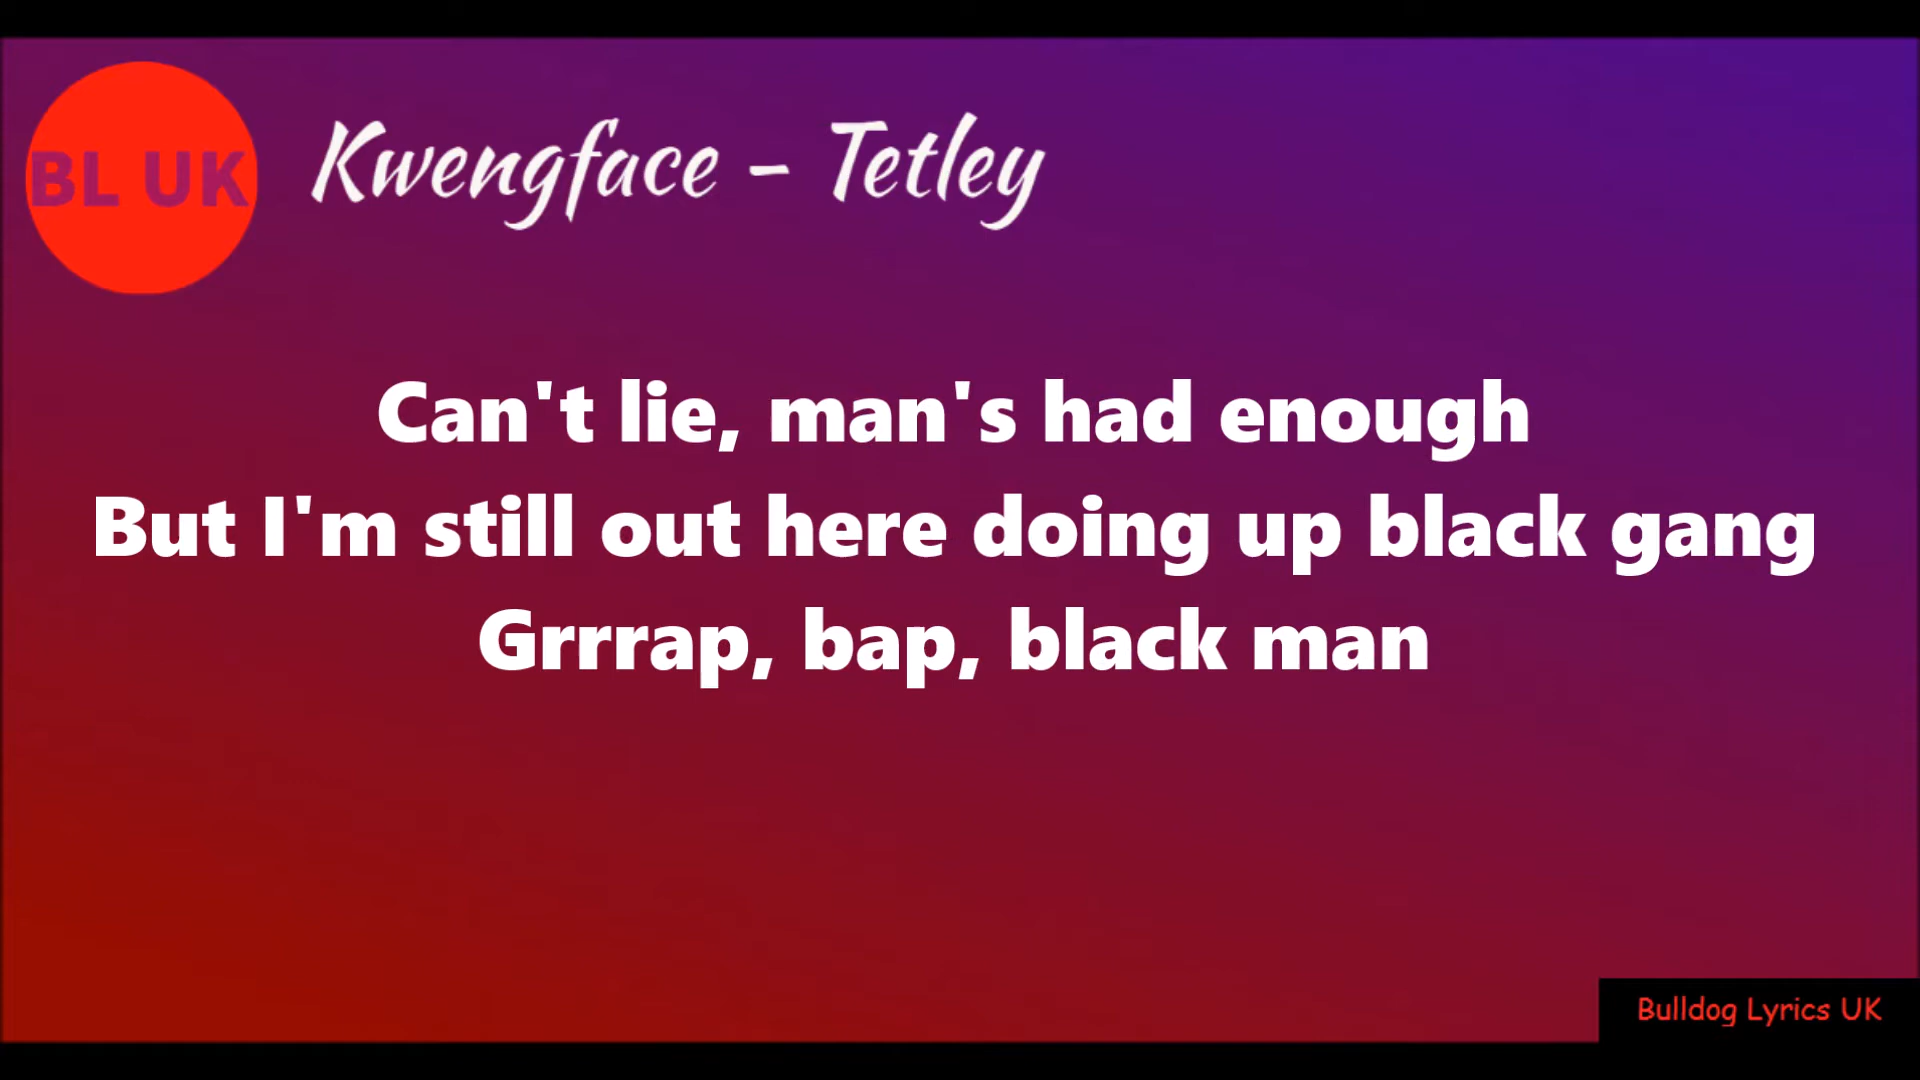 BL UK
Kwengface - Tetley
Can't lie, man's had enough
But I'm still out here doing up black gang
Grrrap, bap, black man
Bulldog Lyrics UK